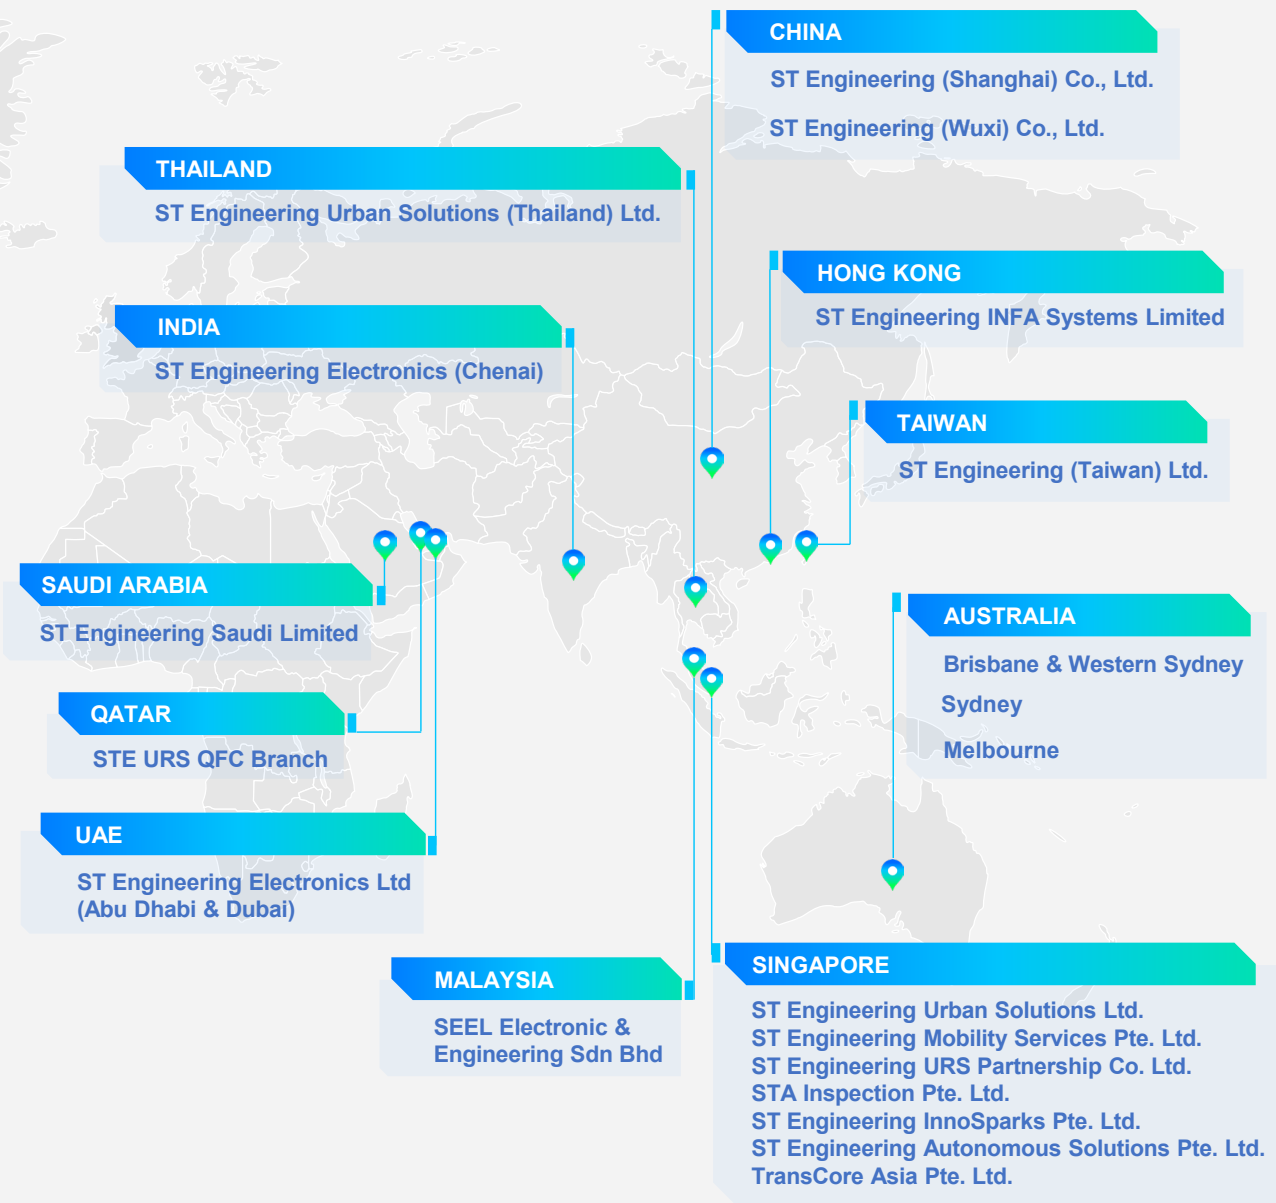 CHINA
ST Engineering (Shanghai) Co., Ltd.
ST Engineering (Wuxi) Co., Ltd.
THAILAND
ST Engineering Urban Solutions (Thailand) Ltd.
HONG KONG
ST Engineering INFA Systems Limited
INDIA
ST Engineering Electronics (Chenai)
TAIWAN
ST Engineering (Taiwan) Ltd.
SAUDI ARABIA
ST Engineering Saudi Limited
AUSTRALIA
Brisbane & Western Sydney
Sydney
Melbourne
QATAR
STE URS QFC Branch
UAE
ST Engineering Electronics Ltd
(Abu Dhabi & Dubai)
MALAYSIA
SEEL Electronic &
Engineering Sdn Bhd
SINGAPORE
ST Engineering Urban Solutions Ltd.
ST Engineering Mobility Services Pte. Ltd.
ST Engineering URS Partnership Co. Ltd.
STA Inspection Pte. Ltd.
ST Engineering InnoSparks Pte. Ltd.
ST Engineering Autonomous Solutions Pte. Ltd.
TransCore Asia Pte. Ltd.